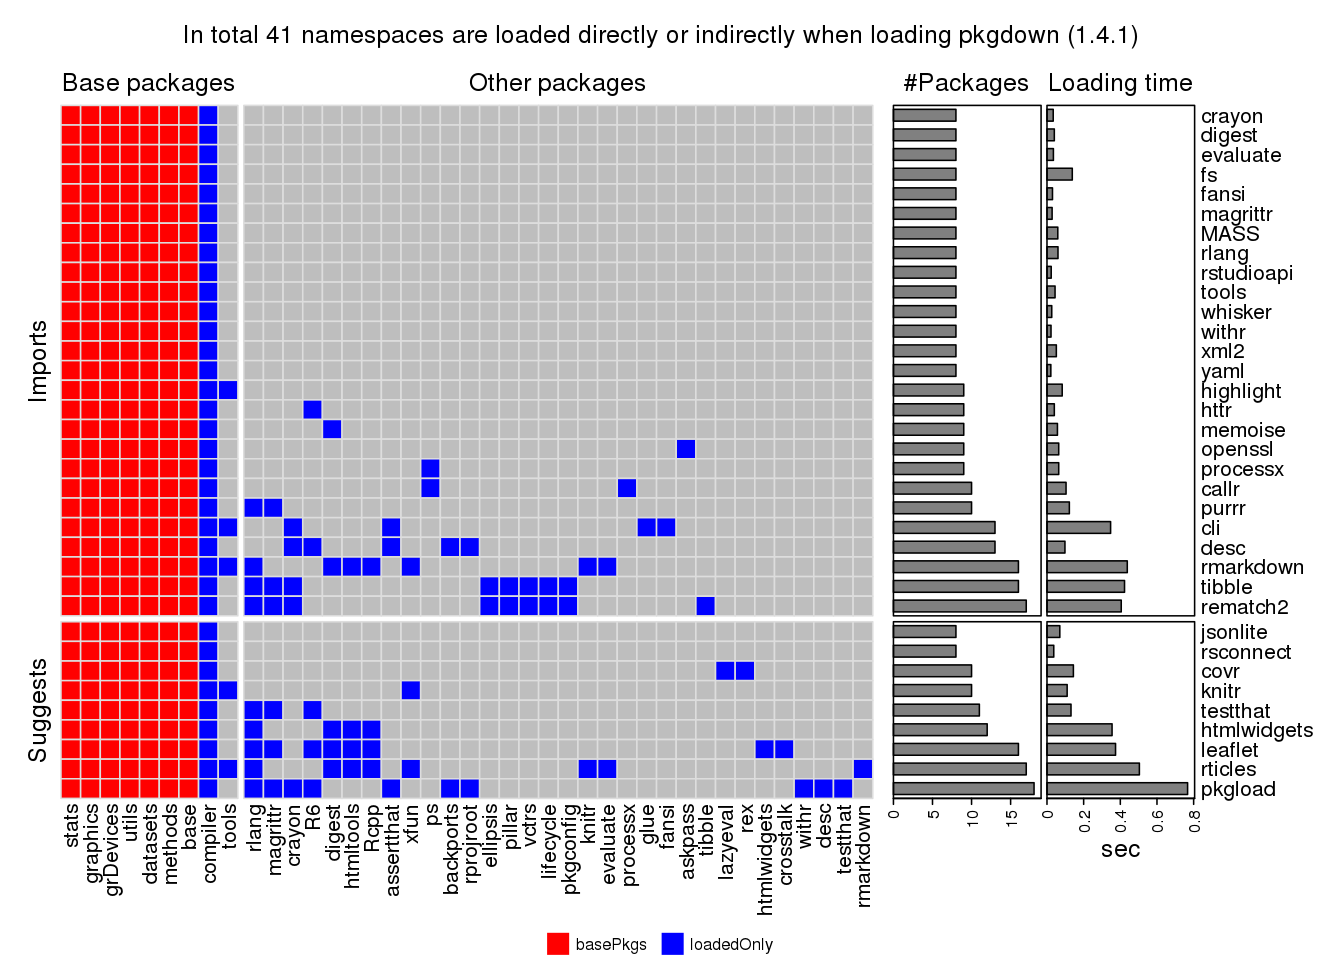 In total 41 namespaces are loaded directly or indirectly when loading pkgdown (1.4.1)
Base packages
Other packages
#Packages
Loading time
Imports
crayon
digest
evaluate
fs
fansi
magrittr
MASS
rlang
rstudioapi
tools
whisker
withr
xml2
yaml
highlight
httr
memoise
openssl
processx
callr
purrr
cli
desc
rmarkdown
tibble
rematch2
Suggests
jsonlite
rsconnect
covr
knitr
testthat
htmlwidgets
leaflet
rticles
pkgload
stats
graphics
grDevices
utils
datasets
methods
base
compiler
tools
rlang
magrittr
crayon
R6
digest
htmltools
Rcpp
assertthat
xfun
ps
backports
rprojroot
ellipsis
pillar
vctrs
lifecycle
pkgconfig
knitr
evaluate
processx
glue
fansi
askpass
tibble
lazyeval
rex
htmlwidgets
crosstalk
withr
desc
testthat
rmarkdown
0
5
10
15
0
0.2
0.4
0.6
0.8
sec
basePkgs
loadedOnly